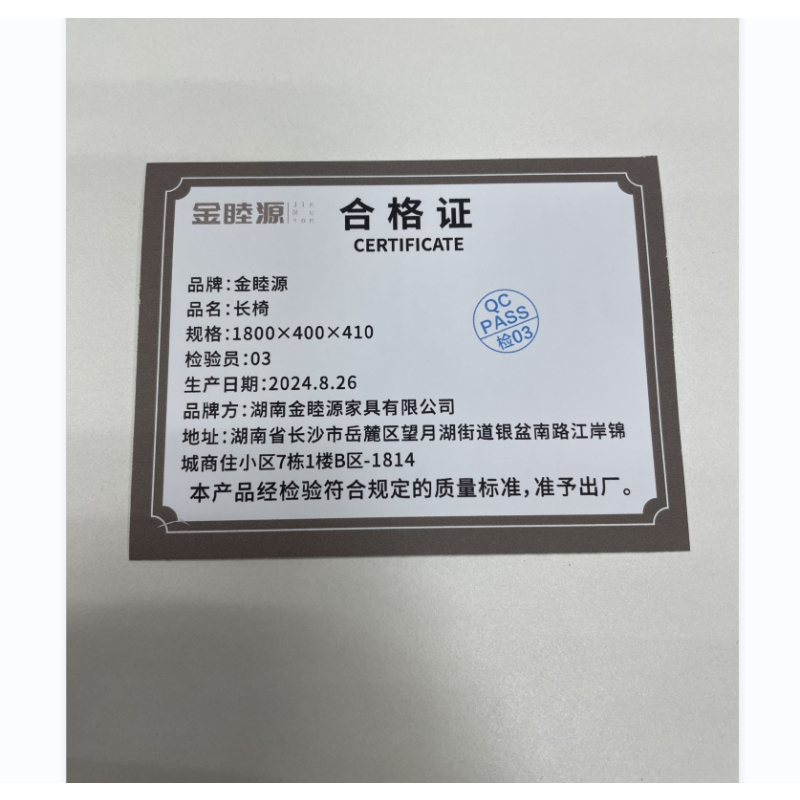 金睦源 Jin
Mu
Yuan
合格证
CERTIFICATE
品牌:金睦源
品名:长椅
规格:1800×400×410
检验员:03
生产日期:2024.8.26
品牌方:湖南金睦源家具有限公司
地址:湖南省长沙市岳麓区望月湖街道银盆南路江岸锦
城商住小区7栋1楼B区-1814
本产品经检验符合规定的质量标准,准予出厂。
QC
PASS
检03